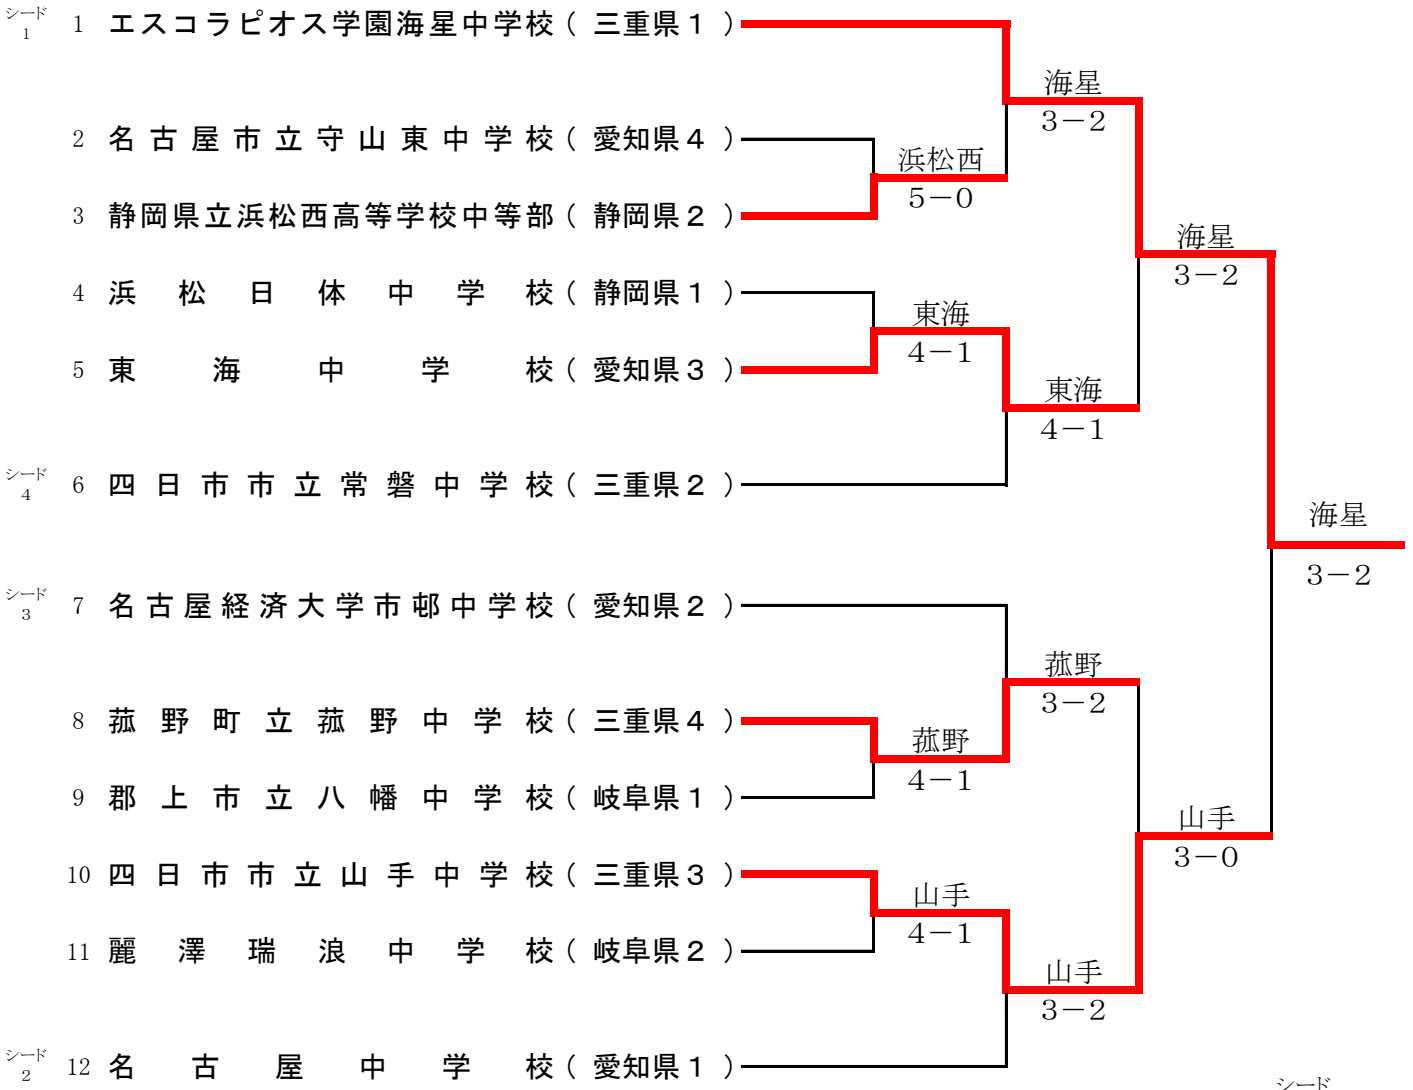 シード
1
1 エスコラピオス学園海星中学校 ( 三重県１ )
海星
３－２
2 名古屋市立守山東中学校 ( 愛知県４ )
浜松西
５－０
3 静岡県立浜松西高等学校中等部 ( 静岡県２ )
海星
３－２
4 浜松日体中学校 ( 静岡県１ )
東海
４－１
5 東海中学校 ( 愛知県３ )
東海
４－１
シード
4
6 四日市市立常磐中学校 ( 三重県２ )
海星
３－２
シード
3
7 名古屋経済大学市邨中学校 ( 愛知県２ )
菰野
３－２
8 菰野町立菰野中学校 ( 三重県４ )
菰野
４－１
9 郡上市立八幡中学校 ( 岐阜県１ )
山手
３－０
10 四日市市立山手中学校 ( 三重県３ )
山手
４－１
11 麗澤瑞浪中学校 ( 岐阜県２ )
山手
３－２
シード
2
12 名古屋中学校 ( 愛知県１ )
シード